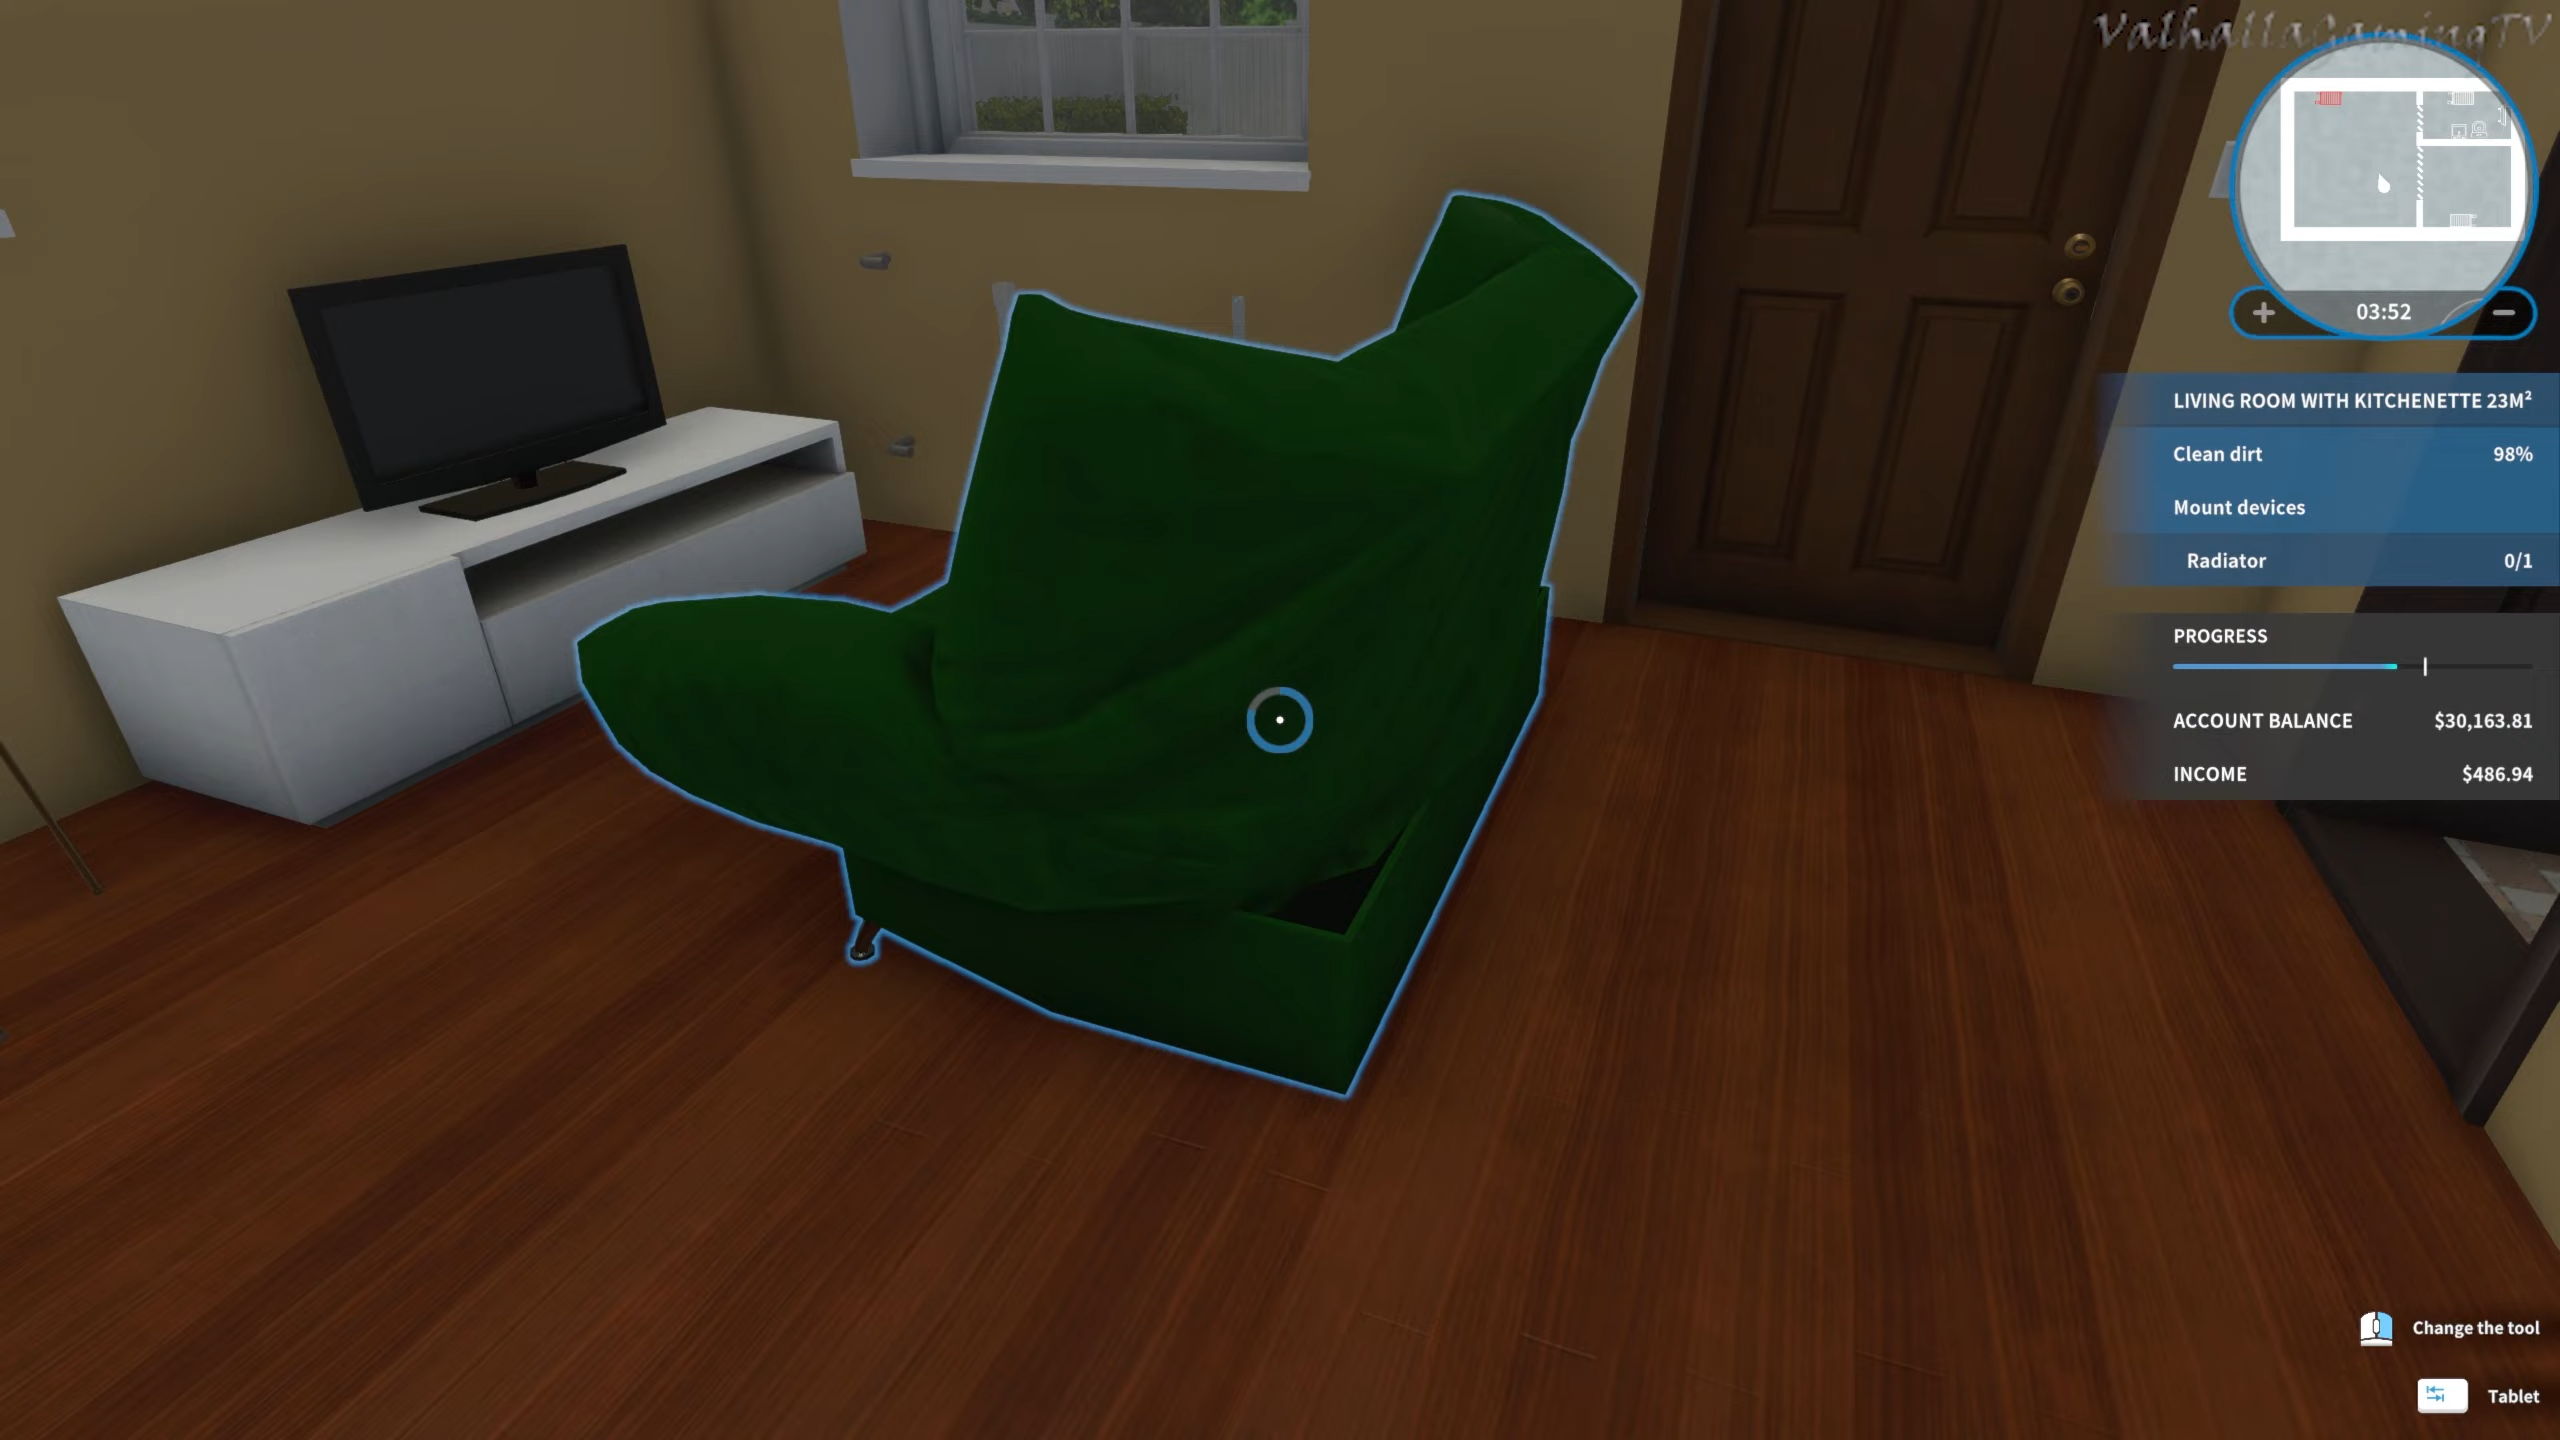 ValhallaGamingTV
03:52
LIVING ROOM WITH KITCHENETTE 23M²
Clean dirt 98%
Mount devices
Radiator 0/1
PROGRESS
ACCOUNT BALANCE $30,163.81
INCOME $486.94
Change the tool
Tablet